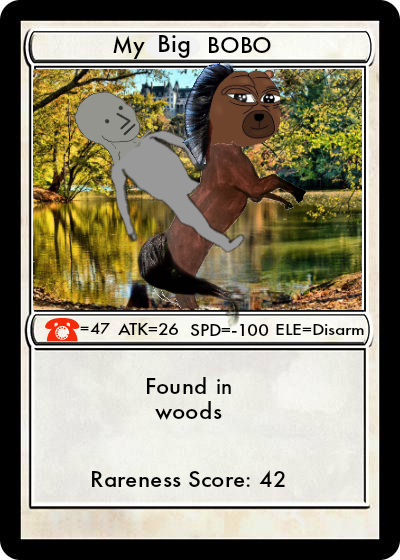 My Big BOBO
=47 ATK=26 SPD=-100 ELE=Disarm
Found in
woods
Rareness Score: 42